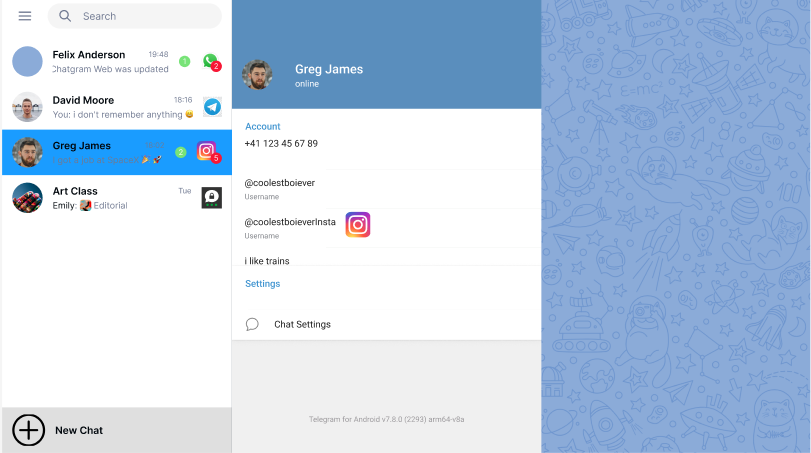 Search
Felix Anderson 19:48
Chatgram Web was updated 1 2
David Moore 18:16
You: i don't remember anything 😄
Greg James
🎤 🚀 2 5
Art Class Tue
Emily: Editorial
New Chat
Greg James
online
Account
+41 123 45 67 89
@coolestboiever
Username
@coolestboieverInsta
Username
i like trains
Settings
Chat Settings
Telegram for Android v7.8.0 (2293) arm64-v8a
E=mc²